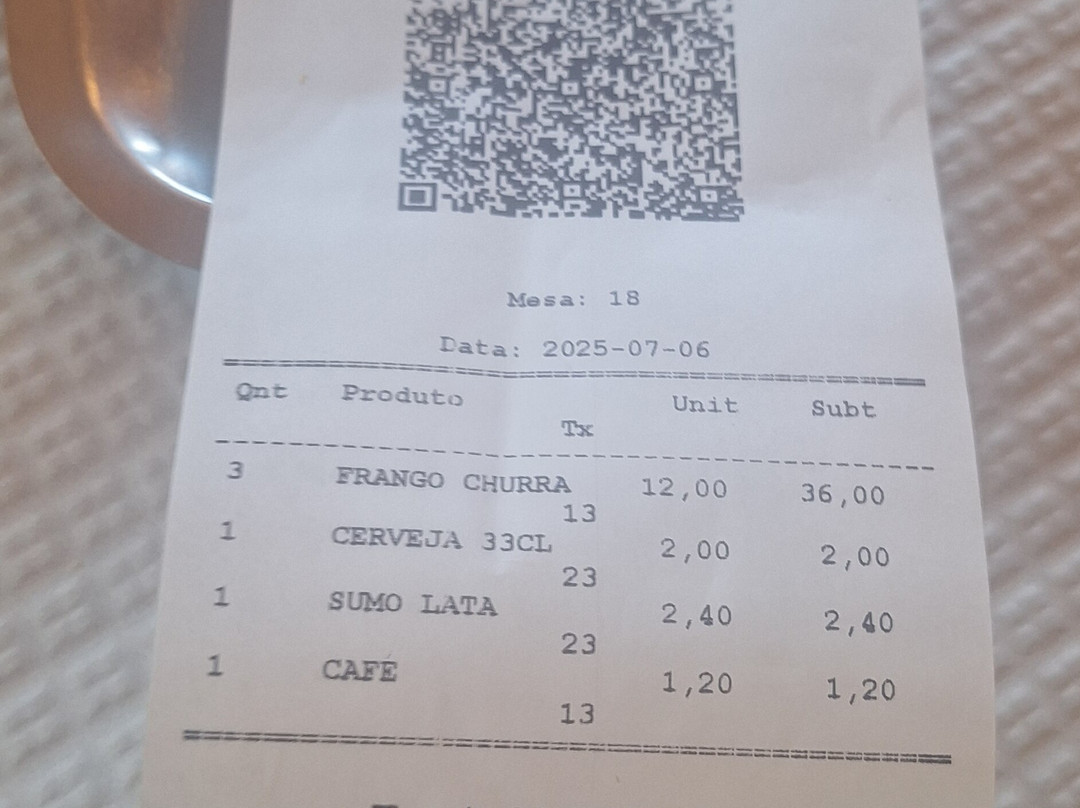 Mesa: 18
Data: 2025-07-06
Qnt Produto Unit Subt
Tx
3 FRANGO CHURRA 12,00 36,00
13
1 CERVEJA 33CL 2,00 2,00
23
1 SUMO LATA 2,40 2,40
23
1 CAFÉ 1,20 1,20
13